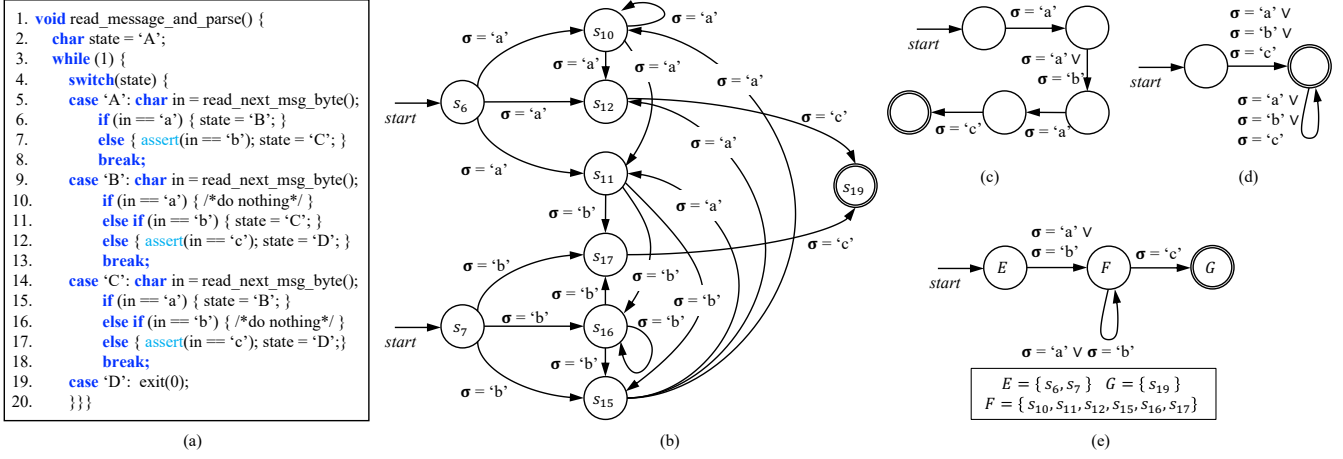 1. void read_message_and_parse() {
2. char state = ‘A’;
3. while (1) {
4. switch(state) {
5. case ‘A’: char in = read_next_msg_byte();
6. if (in == ‘a’) { state = ‘B’; }
7. else { assert(in == ‘b’); state = ‘C’; }
8. break;
9. case ‘B’: char in = read_next_msg_byte();
10. if (in == ‘a’) { /*do nothing*/ }
11. else if (in == ‘b’) { state = ‘C’; }
12. else { assert(in == ‘c’); state = ‘D’; }
13. break;
14. case ‘C’: char in = read_next_msg_byte();
15. if (in == ‘a’) { state = ‘B’; }
16. else if (in == ‘b’) { /*do nothing*/ }
17. else { assert(in == ‘c’); state = ‘D’;}
18. break;
19. case ‘D’: exit(0);
20. }}}
(a)
σ = ‘a’
s10
σ = ‘a’
σ = ‘a’
σ = ‘a’
σ = ‘a’
s6
start
σ = ‘a’
s12
σ = ‘c’
σ = ‘a’
σ = ‘a’
s11
σ = ‘a’
s19
σ = ‘b’
σ = ‘b’
s17
σ = ‘c’
σ = ‘b’
σ = ‘b’
σ = ‘b’
σ = ‘b’
s7
start
σ = ‘b’
s16
σ = ‘b’
σ = ‘b’
σ = ‘b’
s15
(b)
start
σ = ‘a’
σ = ‘a’ ∨
σ = ‘b’
σ = ‘a’
σ = ‘c’
(c)
start
σ = ‘a’ ∨
σ = ‘b’ ∨
σ = ‘c’
σ = ‘a’ ∨
σ = ‘b’ ∨
σ = ‘c’
(d)
start
E
σ = ‘a’ ∨
σ = ‘b’
F
σ = ‘c’
G
σ = ‘a’ ∨ σ = ‘b’
E = { s6, s7 } G = { s19 }
F = { s10, s11, s12, s15, s16, s17}
(e)